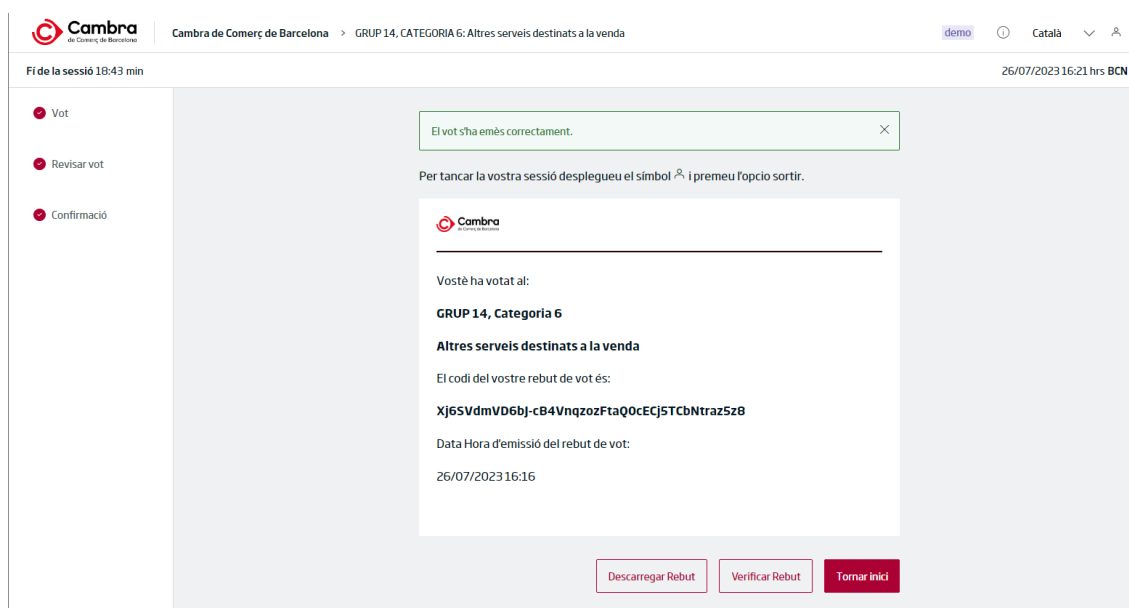 Cambra
de Comerç de Barcelona
Cambra de Comerç de Barcelona > GRUP 14, CATEGORIA 6: Altres serveis destinats a la venda
demo
Català
Fí de la sessió 18:43 min
26/07/2023 16:21 hrs BCN
Vot
Revisar vot
Confirmació
El vot s'ha emès correctament.
Per tancar la vostra sessió desplegueu el símbol i premeu l'opcio sortir.
Cambra
de Comerç de Barcelona
Vostè ha votat al:
GRUP 14, Categoria 6
Altres serveis destinats a la venda
El codi del vostre rebut de vot és:
Xj6SVdmVD6bJ-cB4VnqzozFtaQ0cECj5TCbNtraz5z8
Data Hora d'emissió del rebut de vot:
26/07/2023 16:16
Descarregar Rebut
Verificar Rebut
Tornar inici